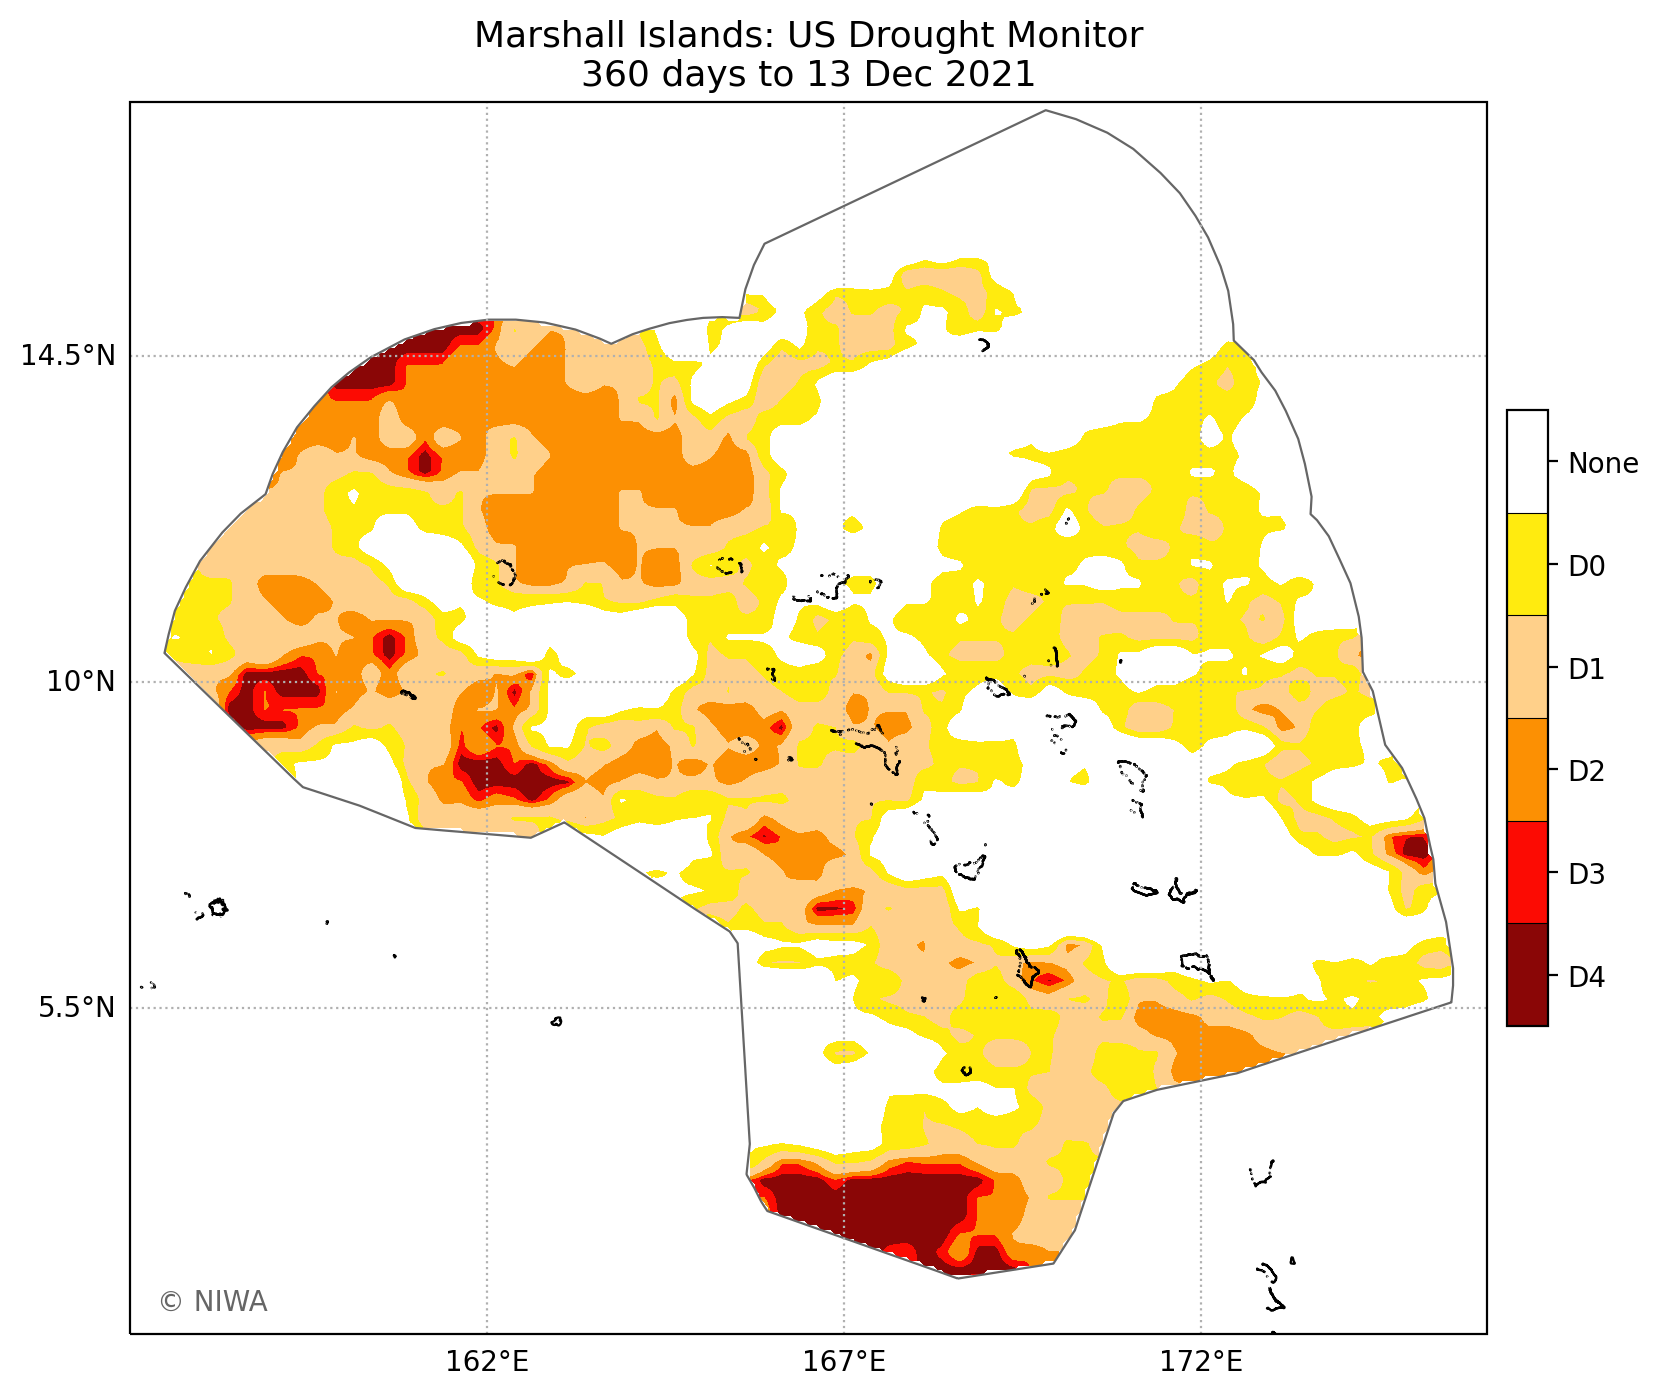 Marshall Islands: US Drought Monitor
360 days to 13 Dec 2021
14.5°N
10°N
5.5°N
162°E
167°E
172°E
None
D0
D1
D2
D3
D4
© NIWA